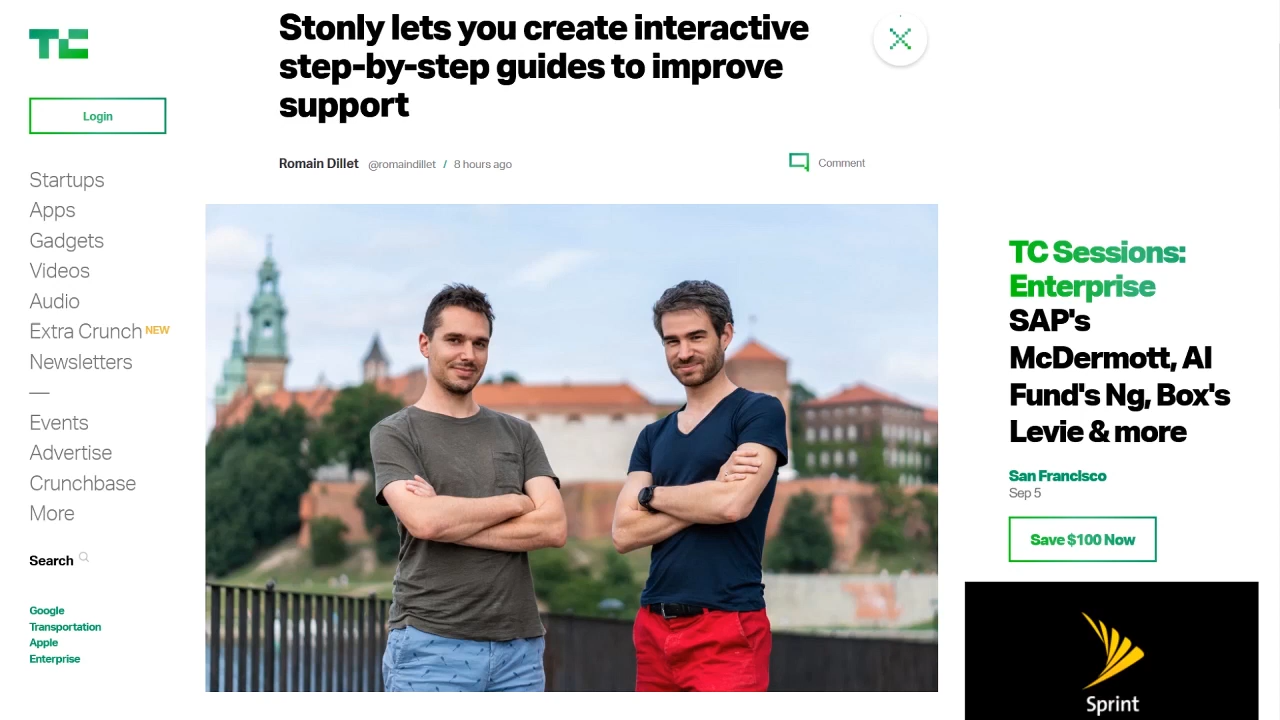 TC
Login
Startups
Apps
Gadgets
Videos
Audio
Extra Crunch NEW
Newsletters
—
Events
Advertise
Crunchbase
More
Search
Google
Transportation
Apple
Enterprise
Stonly lets you create interactive
step-by-step guides to improve
support
Romain Dillet @romaindillet / 8 hours ago
Comment
TC Sessions:
Enterprise
SAP's
McDermott, AI
Fund's Ng, Box's
Levie & more
San Francisco
Sep 5
Save $100 Now
Sprint